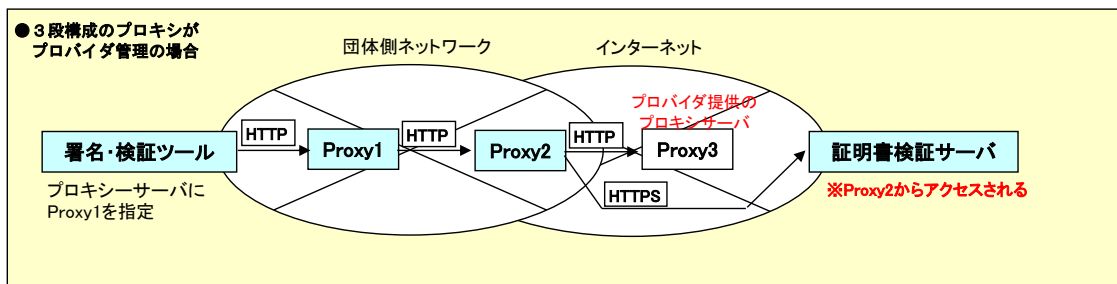 ●３段構成のプロキシが
プロバイダ管理の場合
団体側ネットワーク
インターネット
プロバイダ提供の
プロキシサーバ
HTTP
HTTP
HTTP
署名・検証ツール
Proxy1
Proxy2
Proxy3
証明書検証サーバ
プロキシーサーバに
Proxy1を指定
HTTPS
※Proxy2からアクセスされる